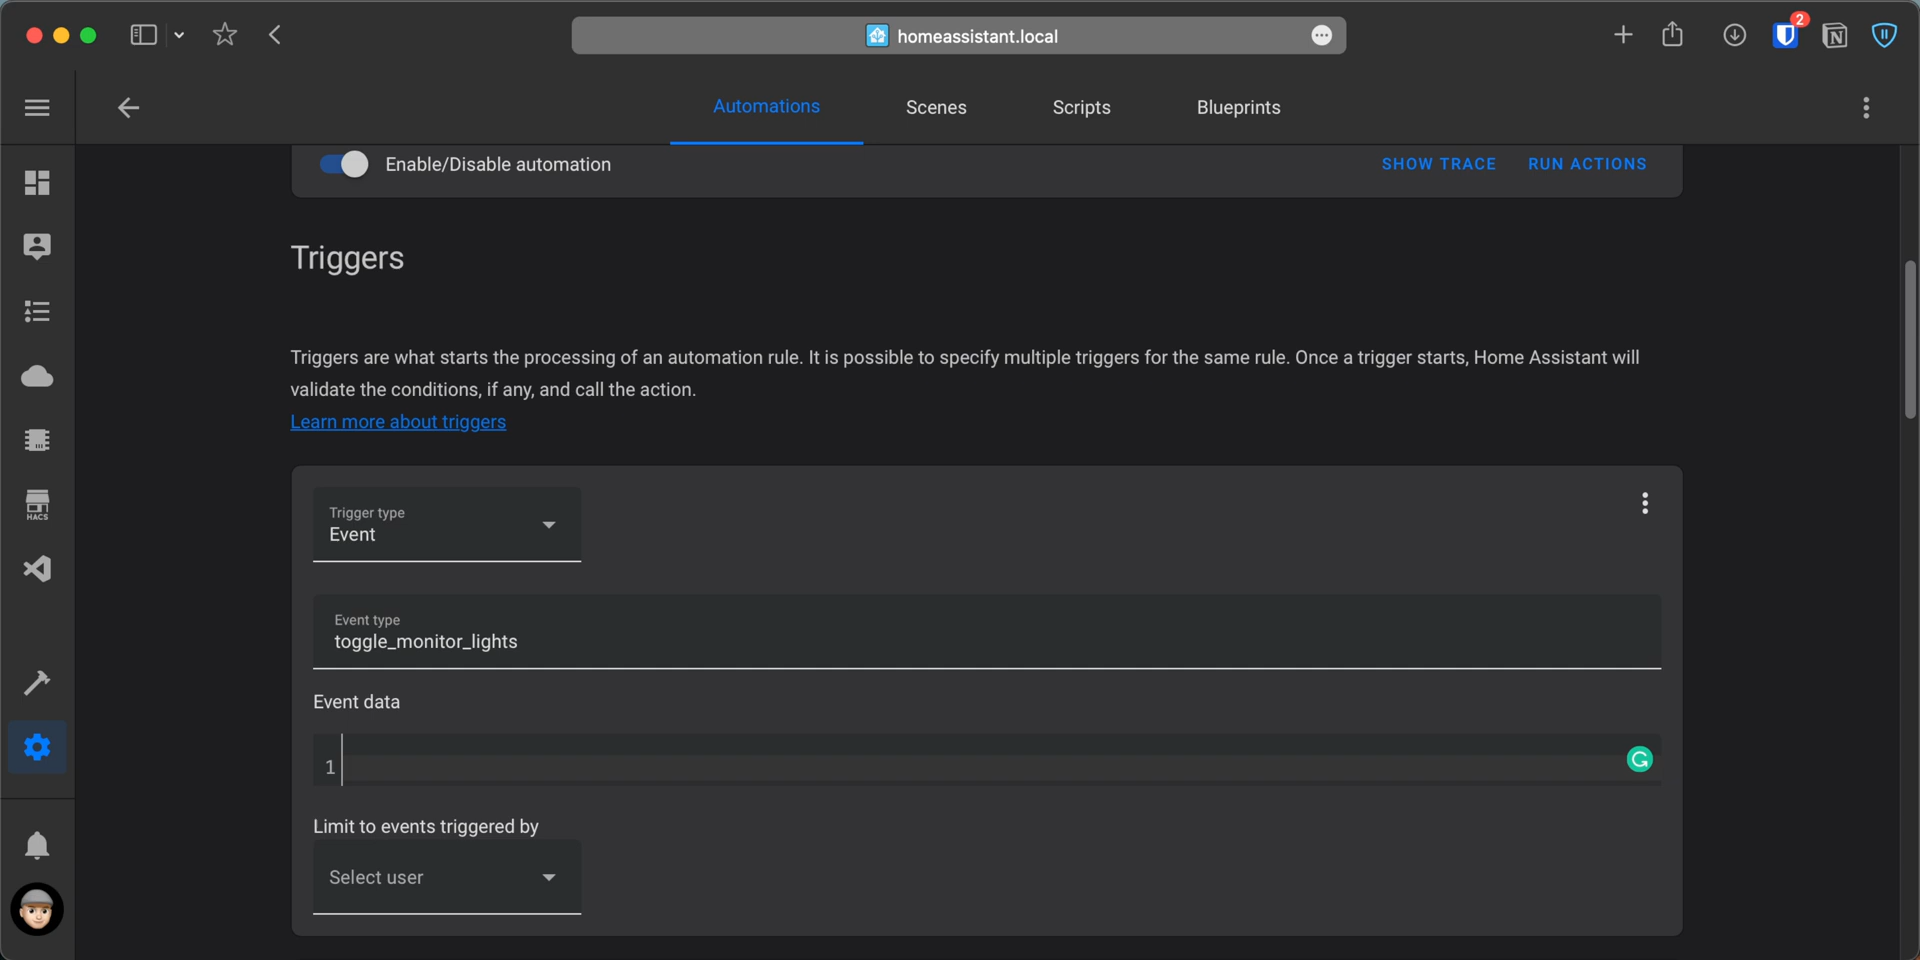 homeassistant.local
2
Automations
Scenes
Scripts
Blueprints
Enable/Disable automation
SHOW TRACE
RUN ACTIONS
Triggers
Triggers are what starts the processing of an automation rule. It is possible to specify multiple triggers for the same rule. Once a trigger starts, Home Assistant will
validate the conditions, if any, and call the action.
Learn more about triggers
HACS
Trigger type
Event
Event type
toggle_monitor_lights
Event data
1
Limit to events triggered by
Select user